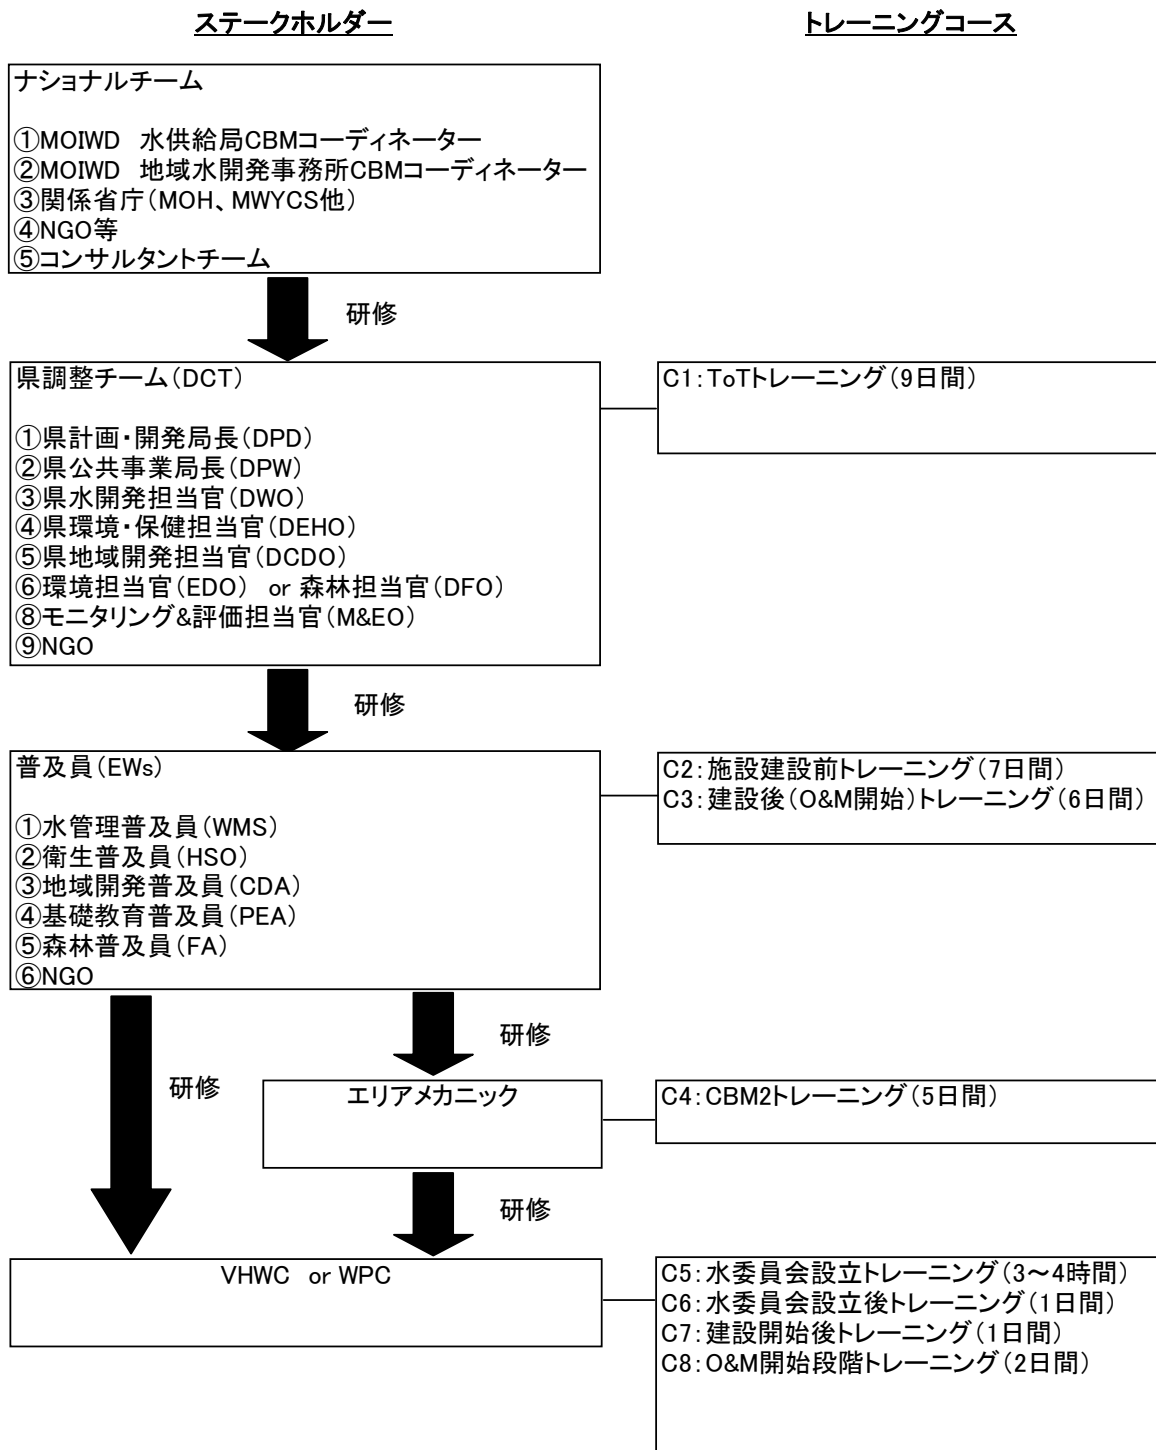 ステークホルダー
トレーニングコース
ナショナルチーム
①MOIWD 水供給局CBMコーディネーター
②MOIWD 地域水開発事務所CBMコーディネーター
③関係省庁(MOH、MWYCS他)
④NGO等
⑤コンサルタントチーム
研修
県調整チーム(DCT)
①県計画・開発局長(DPD)
②県公共事業局長(DPW)
③県水開発担当官(DWO)
④県環境・保健担当官(DEHO)
⑤県地域開発担当官(DCDO)
⑥環境担当官(EDO) or 森林担当官(DFO)
⑧モニタリング&評価担当官(M&EO)
⑨NGO
C1:ToTトレーニング(9日間)
研修
普及員(EWs)
①水管理普及員(WMS)
②衛生普及員(HSO)
③地域開発普及員(CDA)
④基礎教育普及員(PEA)
⑤森林普及員(FA)
⑥NGO
C2:施設建設前トレーニング(7日間)
C3:建設後(O&M開始)トレーニング(6日間)
研修
研修
エリアメカニック
C4:CBM2トレーニング(5日間)
研修
VHWC or WPC
C5:水委員会設立トレーニング(3～4時間)
C6:水委員会設立後トレーニング(1日間)
C7:建設開始後トレーニング(1日間)
C8:O&M開始段階トレーニング(2日間)